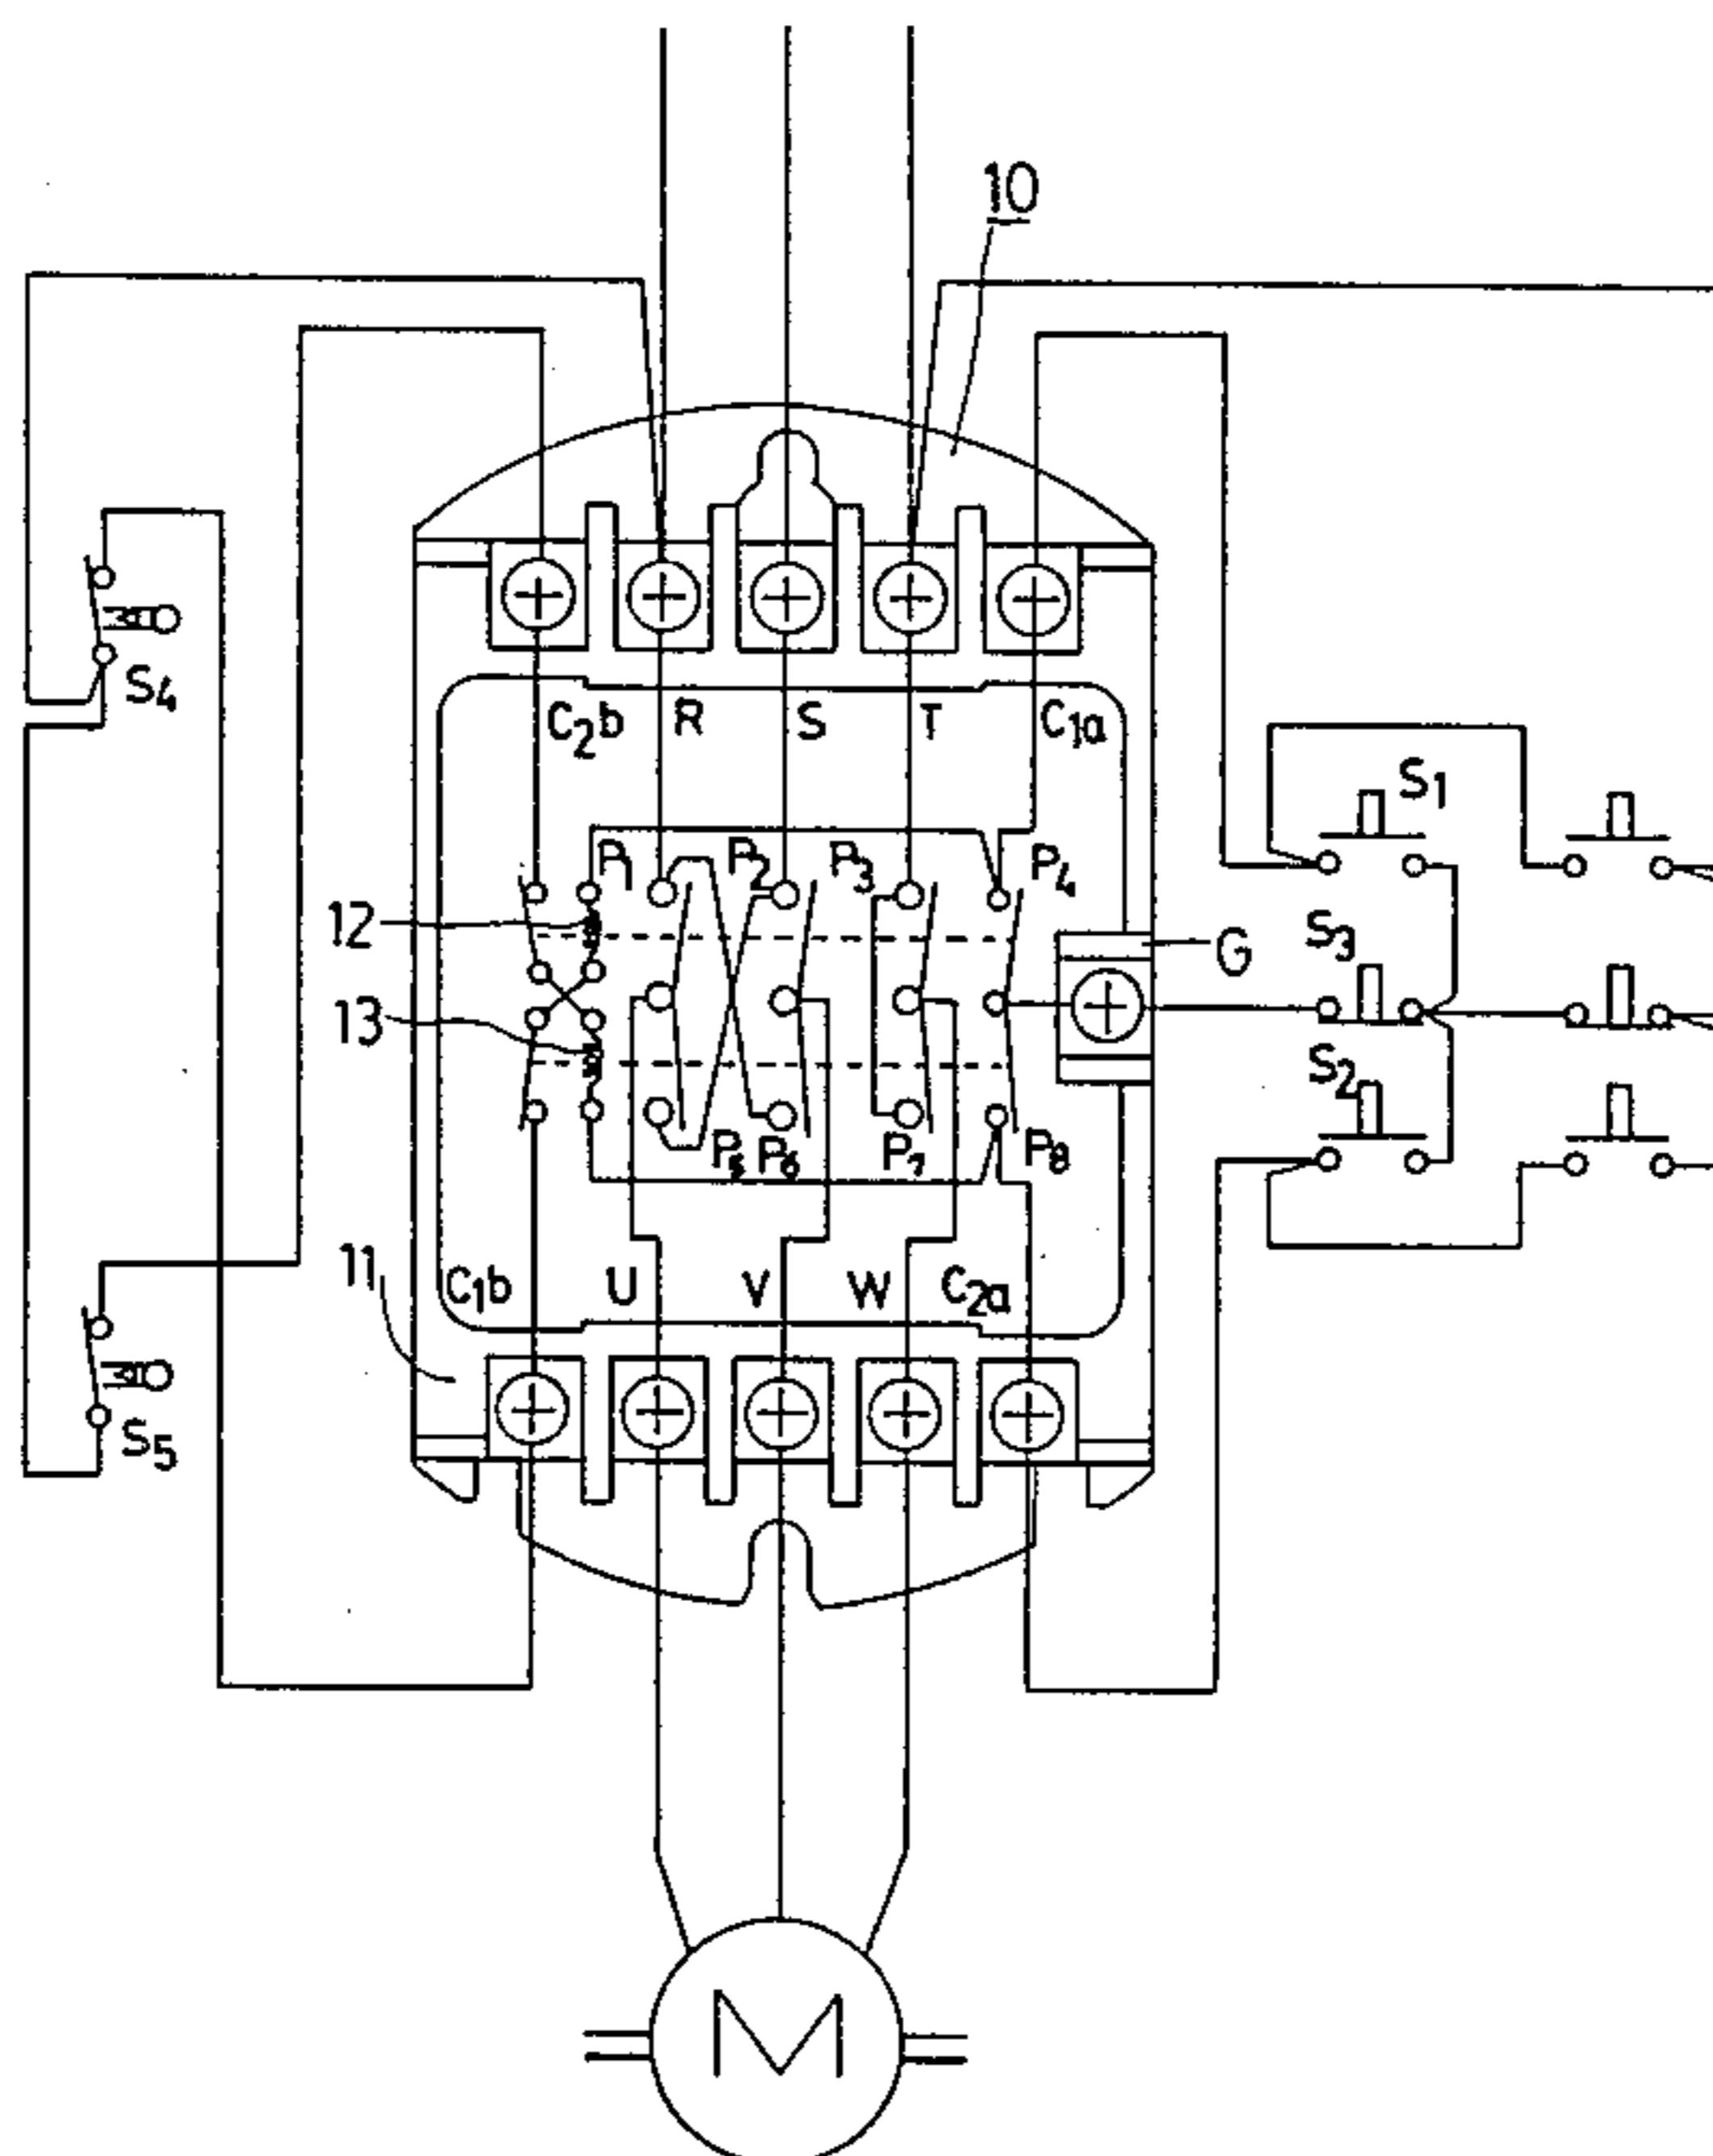 10
S4
C2b R S T C1a
S1
P1 P2 P3 P4
12
S3
G
13
S2
P5 P6 P7 P8
11
C1b U V W C2a
S5
M